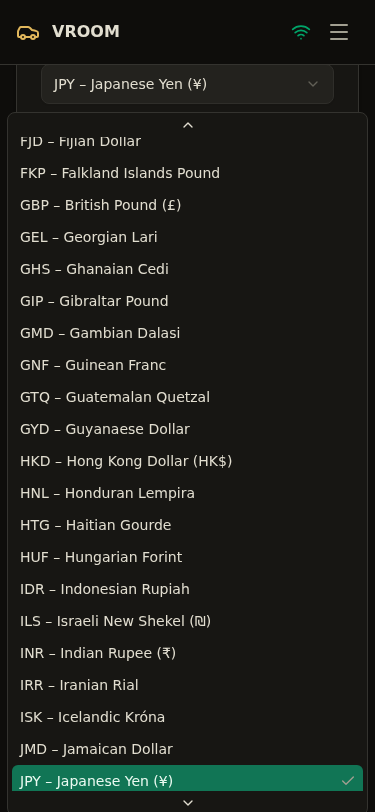 VROOM
JPY – Japanese Yen (¥)
FJD – Fijian Dollar
FKP – Falkland Islands Pound
GBP – British Pound (£)
GEL – Georgian Lari
GHS – Ghanaian Cedi
GIP – Gibraltar Pound
GMD – Gambian Dalasi
GNF – Guinean Franc
GTQ – Guatemalan Quetzal
GYD – Guyanaese Dollar
HKD – Hong Kong Dollar (HK$)
HNL – Honduran Lempira
HTG – Haitian Gourde
HUF – Hungarian Forint
IDR – Indonesian Rupiah
ILS – Israeli New Shekel (₪)
INR – Indian Rupee (₹)
IRR – Iranian Rial
ISK – Icelandic Króna
JMD – Jamaican Dollar
JPY – Japanese Yen (¥)